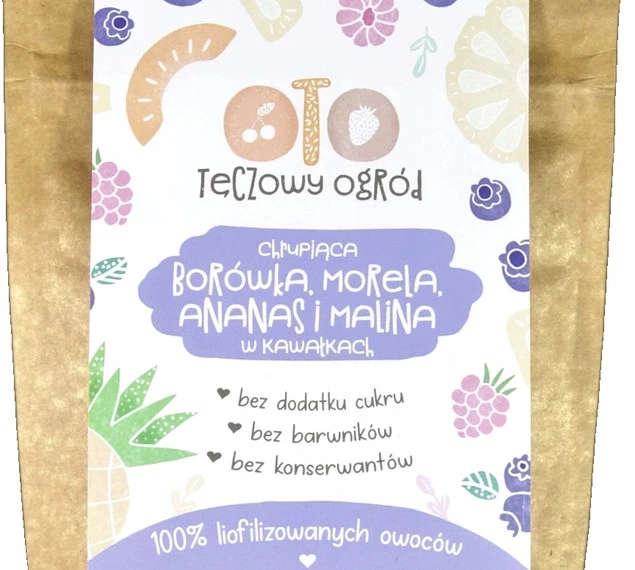 OTO
TĘCZOWY OGRÓD
CHRUPIĄCA
BORÓWKA, MORELA,
ANANAS I MALINA
W KAWAŁKACH
bez dodatku cukru
bez barwników
bez konserwantów
100% liofilizowanych owoców